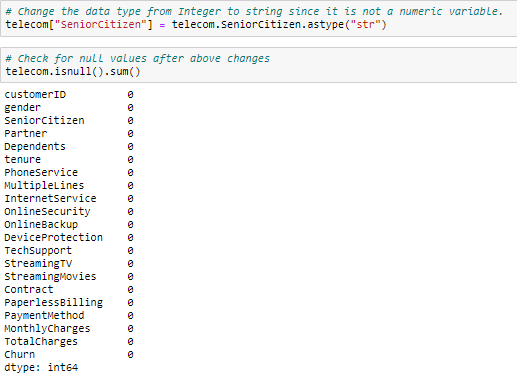 # Change the data type from Integer to string since it is not a numeric variable.
telecom["SeniorCitizen"] = telecom.SeniorCitizen.astype("str")
# Check for null values after above changes
telecom.isnull().sum()
customerID 0
gender 0
SeniorCitizen 0
Partner 0
Dependents 0
tenure 0
PhoneService 0
MultipleLines 0
InternetService 0
OnlineSecurity 0
OnlineBackup 0
DeviceProtection 0
TechSupport 0
StreamingTV 0
StreamingMovies 0
Contract 0
PaperlessBilling 0
PaymentMethod 0
MonthlyCharges 0
TotalCharges 0
Churn 0
dtype: int64